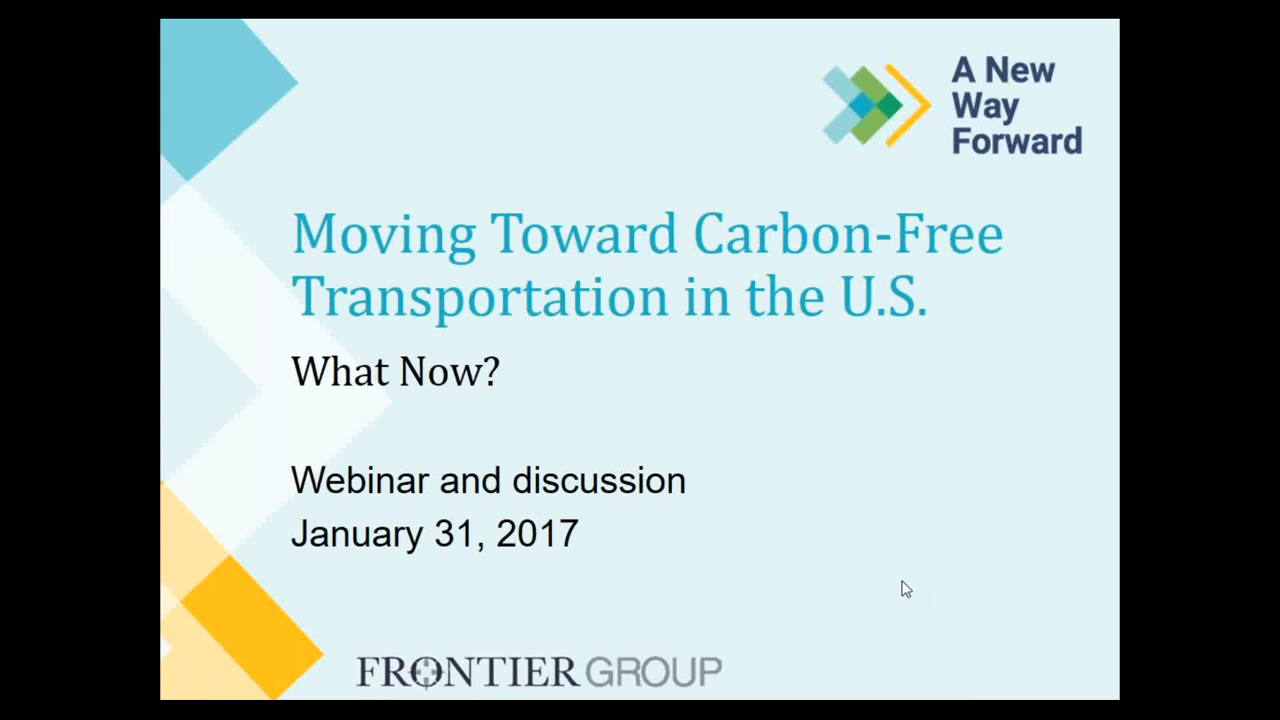 A New
Way
Forward
Moving Toward Carbon-Free
Transportation in the U.S.
What Now?
Webinar and discussion
January 31, 2017
FRONTIER GROUP